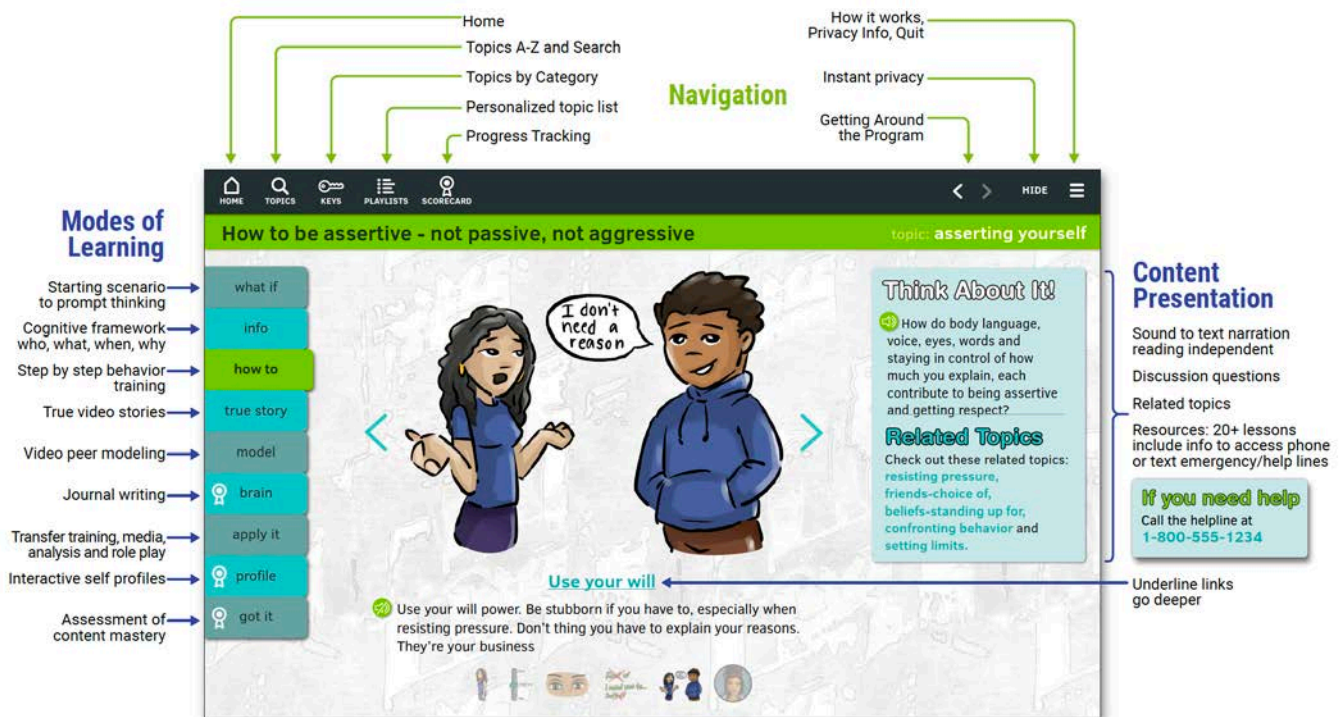 Home
Topics A-Z and Search
Topics by Category
Personalized topic list
Progress Tracking
Navigation
How it works,
Privacy Info, Quit
Instant privacy
Getting Around
the Program
HOME
TOPICS
KEYS
PLAYLISTS
SCORECARD
HIDE
How to be assertive - not passive, not aggressive
topic: asserting yourself
Modes of
Learning
Starting scenario
to prompt thinking
Cognitive framework
who, what, when, why
Step by step behavior
training
True video stories
Video peer modeling
Journal writing
Transfer training, media,
analysis and role play
Interactive self profiles
Assessment of
content mastery
what if
info
how to
true story
model
brain
apply it
profile
got it
I don't
need a
reason
Think About It!
How do body language,
voice, eyes, words and
staying in control of how
much you explain, each
contribute to being assertive
and getting respect?
Related Topics
Check out these related topics:
resisting pressure,
friends-choice of,
beliefs-standing up for,
confronting behavior and
setting limits.
Use your will
Use your will power. Be stubborn if you have to, especially when
resisting pressure. Don't thing you have to explain your reasons.
They're your business
Content
Presentation
Sound to text narration
reading independent
Discussion questions
Related topics
Resources: 20+ lessons
include info to access phone
or text emergency/help lines
If you need help
Call the helpline at
1-800-555-1234
Underline links
go deeper